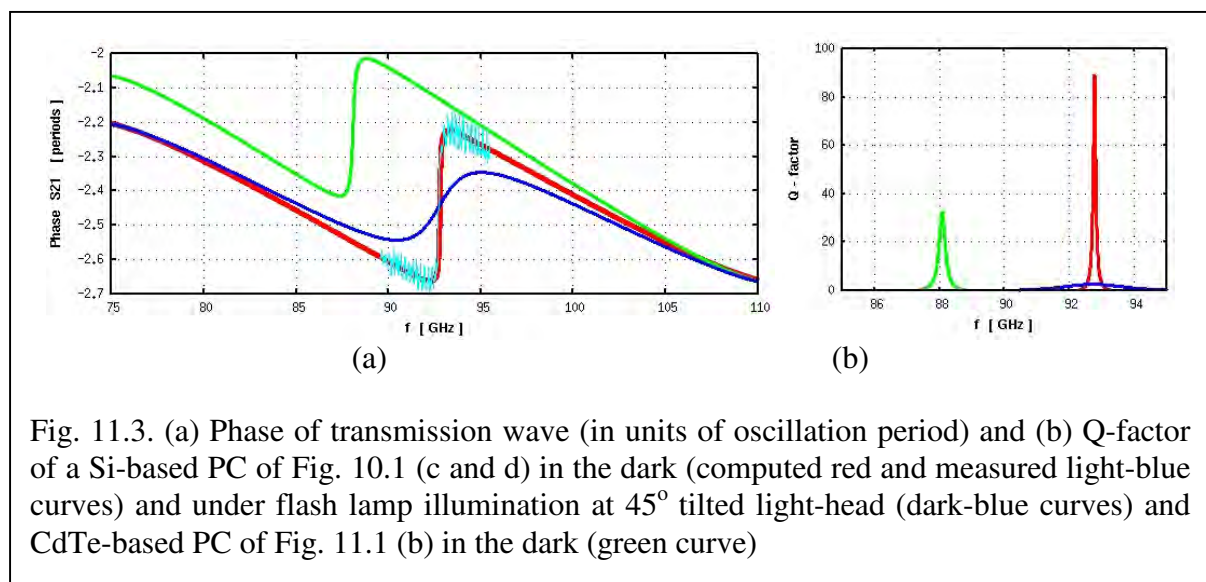 -2
-2.1
-2.2
-2.3
-2.4
-2.5
-2.6
-2.7
Phase S21 [periods]
75 80 85 90 95 100 105 110
f [ GHz ]
(a)
100
80
60
40
20
0
Q - factor
86 88 90 92 94
f [ GHz ]
(b)
Fig. 11.3. (a) Phase of transmission wave (in units of oscillation period) and (b) Q-factor
of a Si-based PC of Fig. 10.1 (c and d) in the dark (computed red and measured light-blue
curves) and under flash lamp illumination at 45° tilted light-head (dark-blue curves) and
CdTe-based PC of Fig. 11.1 (b) in the dark (green curve)